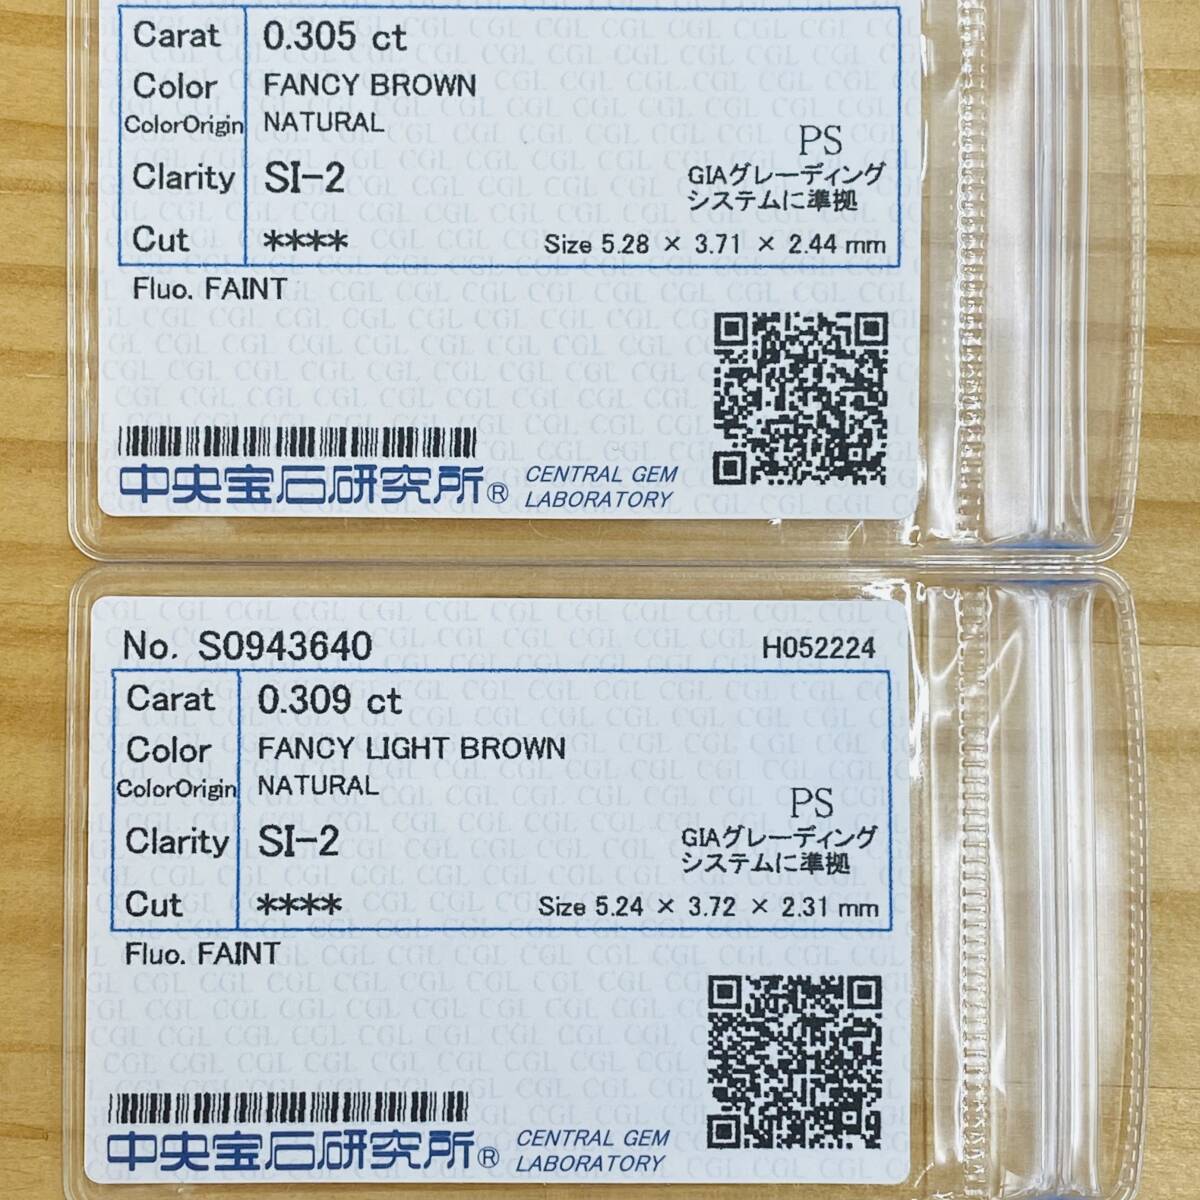 Carat 0.305 ct
Color FANCY BROWN
ColorOrigin NATURAL
PS
Clarity SI-2
GIAグレーディング
システムに準拠
Cut **** Size 5.28 × 3.71 × 2.44 mm
Fluo. FAINT
中央宝石研究所® CENTRAL GEM
LABORATORY
No. S0943640 H052224
Carat 0.309 ct
Color FANCY LIGHT BROWN
ColorOrigin NATURAL
PS
Clarity SI-2
GIAグレーディング
システムに準拠
Cut **** Size 5.24 × 3.72 × 2.31 mm
Fluo. FAINT
中央宝石研究所® CENTRAL GEM
LABORATORY